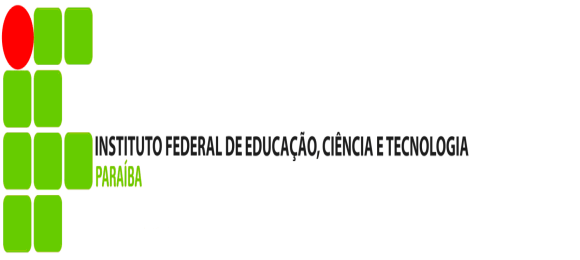 INSTITUTO FEDERAL DE EDUCAÇÃO, CIÊNCIA E TECNOLOGIA
PARAÍBA